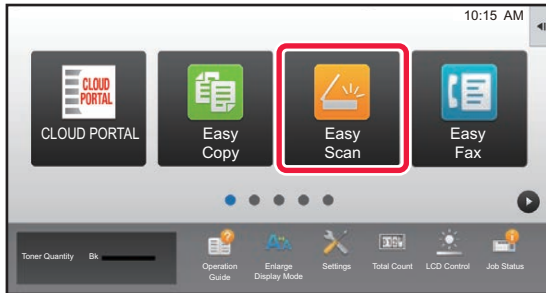 10:15 AM
CLOUD
PORTAL
CLOUD PORTAL
Easy
Copy
Easy
Scan
Easy
Fax
Toner Quantity Bk
Operation
Guide
Enlarge
Display Mode
Settings
Total Count
LCD Control
Job Status